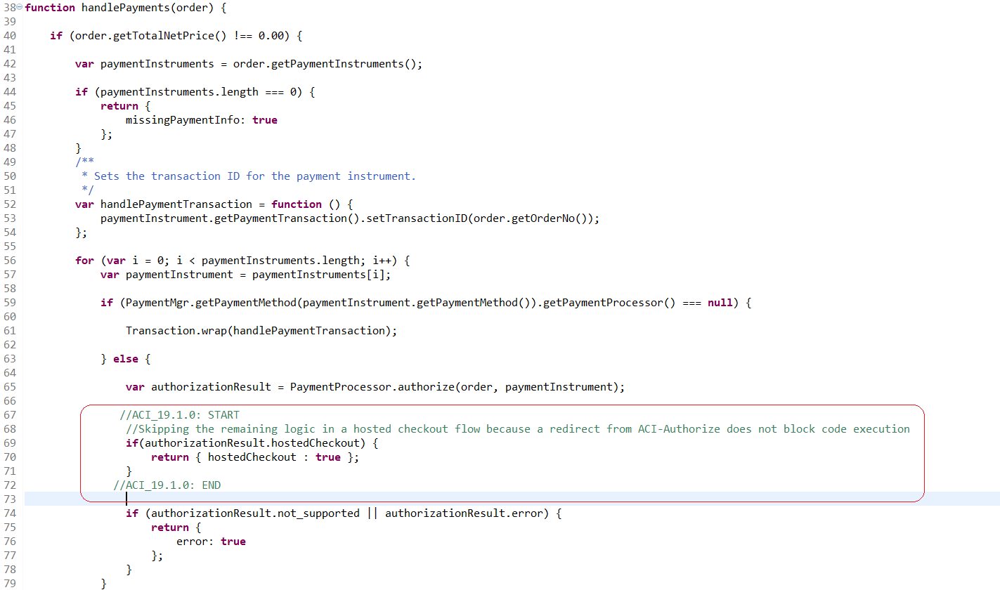 38 function handlePayments(order) {
39
40     if (order.getTotalNetPrice() !== 0.00) {
41
42         var paymentInstruments = order.getPaymentInstruments();
43
44         if (paymentInstruments.length === 0) {
45             return {
46                 missingPaymentInfo: true
47             };
48         }
49         /**
50          * Sets the transaction ID for the payment instrument.
51          */
52         var handlePaymentTransaction = function () {
53             paymentInstrument.getPaymentTransaction().setTransactionID(order.getOrderNo());
54         };
55
56         for (var i = 0; i < paymentInstruments.length; i++) {
57             var paymentInstrument = paymentInstruments[i];
58
59             if (PaymentMgr.getPaymentMethod(paymentInstrument.getPaymentMethod()).getPaymentProcessor() === null) {
60
61                 Transaction.wrap(handlePaymentTransaction);
62
63             } else {
64
65                 var authorizationResult = PaymentProcessor.authorize(order, paymentInstrument);
66
67                //ACI_19.1.0: START
68                 //Skipping the remaining logic in a hosted checkout flow because a redirect from ACI-Authorize does not block code execution
69                 if(authorizationResult.hostedCheckout) {
70                     return { hostedCheckout : true };
71                 }
72               //ACI_19.1.0: END
73
74                 if (authorizationResult.not_supported || authorizationResult.error) {
75                     return {
76                         error: true
77                     };
78                 }
79             }